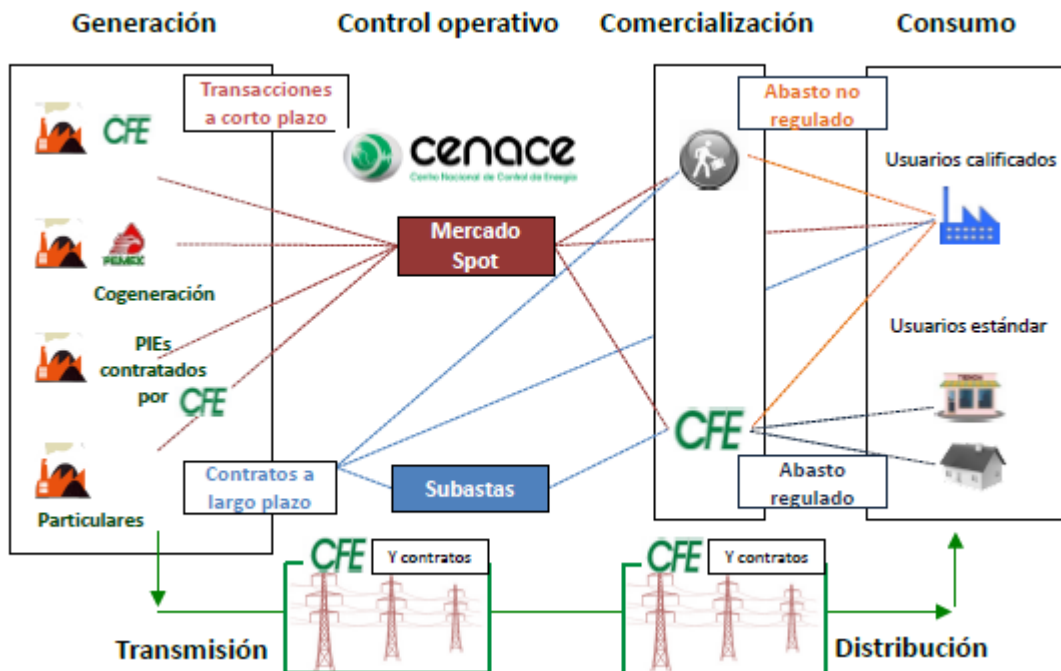 Generación
Control operativo
Comercialización
Consumo
Transacciones
a corto plazo
CFE
cenace
Centro Nacional de Control de Energía
Abasto no
regulado
Usuarios calificados
PEMEX
Cogeneración
Mercado
Spot
PIEs
contratados
por
CFE
Usuarios estándar
TIENDA
CFE
Contratos a
largo plazo
Subastas
Abasto
regulado
Particulares
CFE
Y contratos
CFE
Y contratos
Transmisión
Distribución